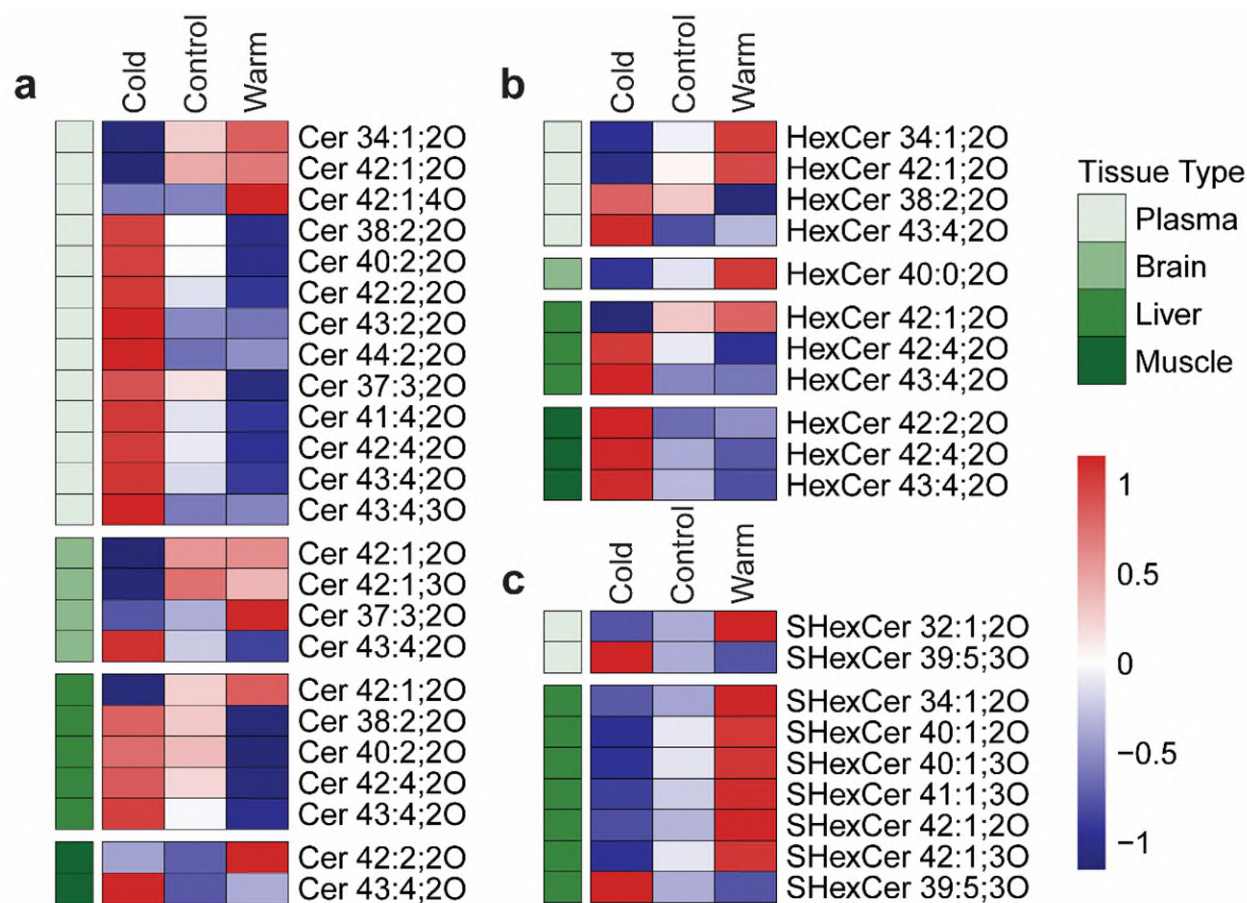 a
Cold
Control
Warm
Cer 34:1;2O
Cer 42:1;2O
Cer 42:1;4O
Cer 38:2;2O
Cer 40:2;2O
Cer 42:2;2O
Cer 43:2;2O
Cer 44:2;2O
Cer 37:3;2O
Cer 41:4;2O
Cer 42:4;2O
Cer 43:4;2O
Cer 43:4;3O
Cer 42:1;2O
Cer 42:1;3O
Cer 37:3;2O
Cer 43:4;2O
Cer 42:1;2O
Cer 38:2;2O
Cer 40:2;2O
Cer 42:4;2O
Cer 43:4;2O
Cer 42:2;2O
Cer 43:4;2O
b
Cold
Control
Warm
HexCer 34:1;2O
HexCer 42:1;2O
HexCer 38:2;2O
HexCer 43:4;2O
HexCer 40:0;2O
HexCer 42:1;2O
HexCer 42:4;2O
HexCer 43:4;2O
HexCer 42:2;2O
HexCer 42:4;2O
HexCer 43:4;2O
c
Cold
Control
Warm
SHexCer 32:1;2O
SHexCer 39:5;3O
SHexCer 34:1;2O
SHexCer 40:1;2O
SHexCer 40:1;3O
SHexCer 41:1;3O
SHexCer 42:1;2O
SHexCer 42:1;3O
SHexCer 39:5;3O
Tissue Type
Plasma
Brain
Liver
Muscle
1
0.5
0
−0.5
−1